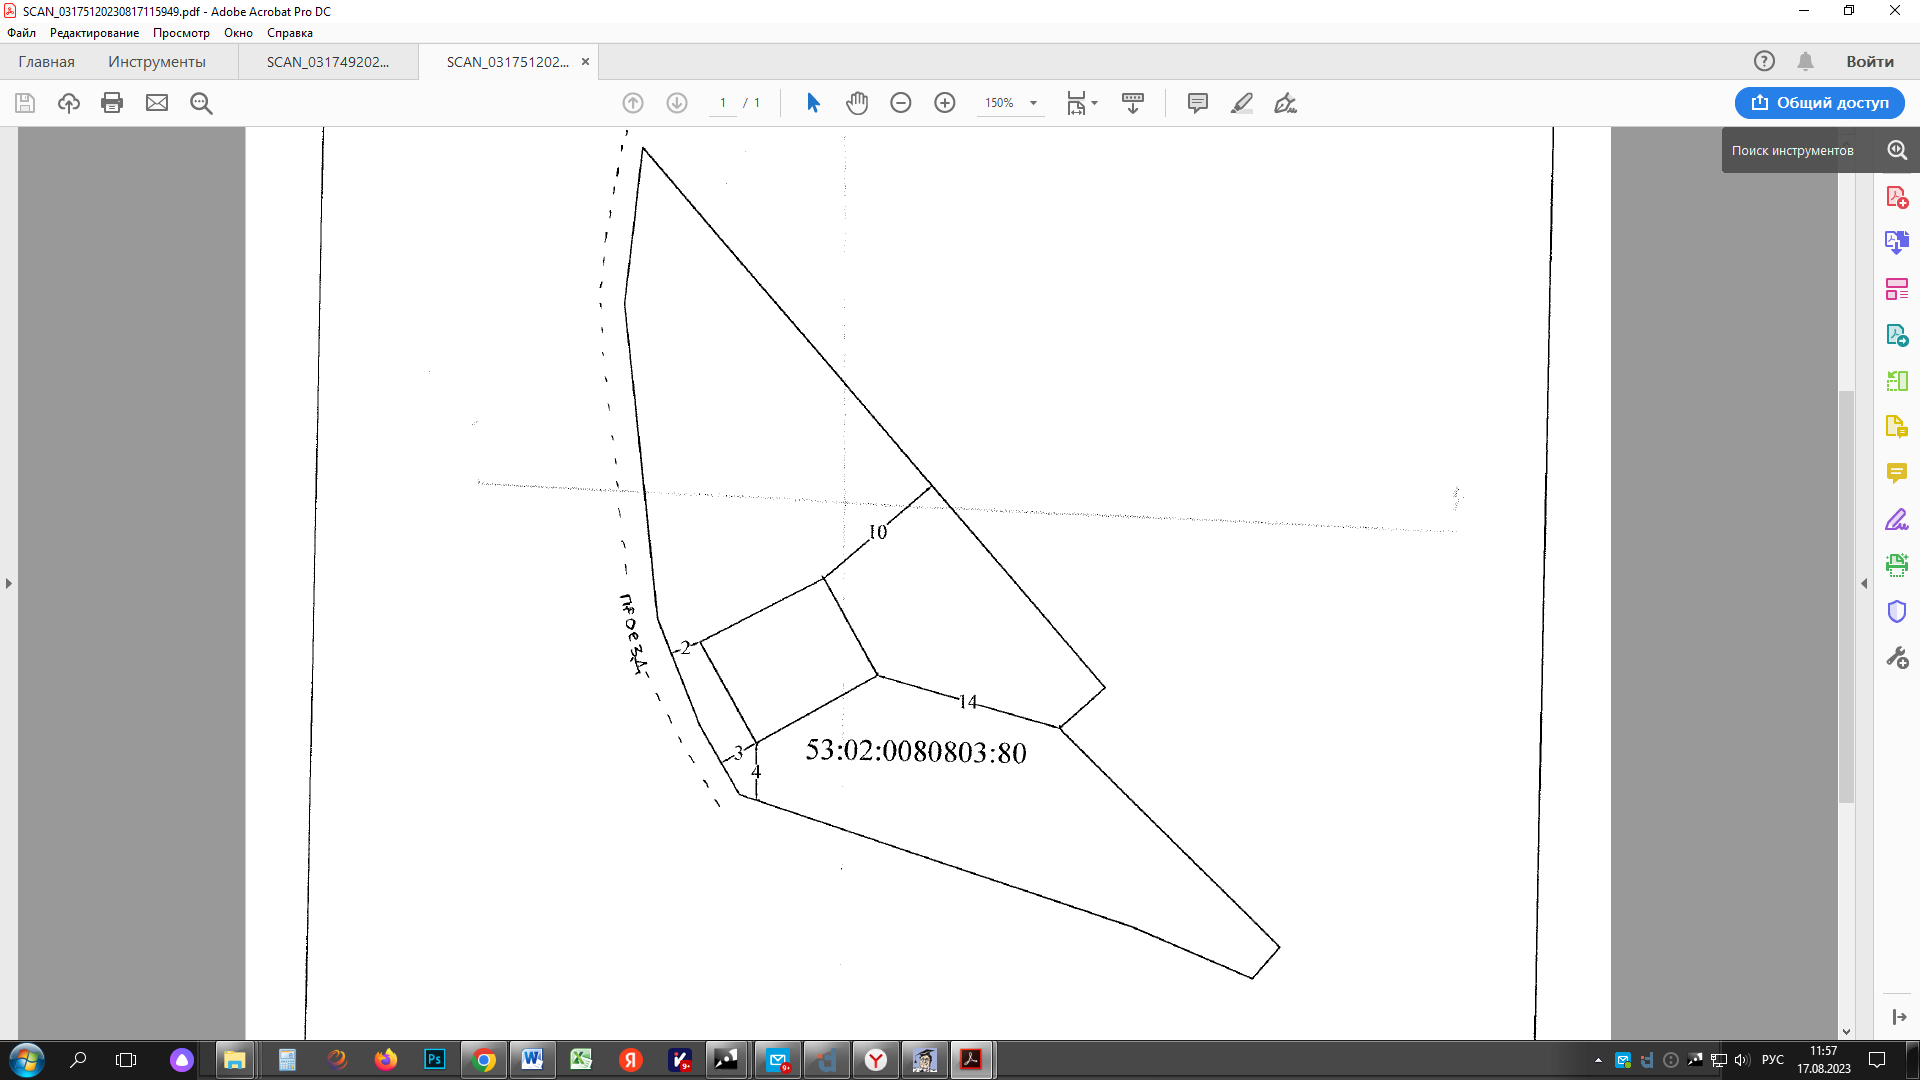 SCAN_03175120230817115949.pdf - Adobe Acrobat Pro DC
Файл Редактирование Просмотр Окно Справка
Главная Инструменты SCAN_031749202... SCAN_031751202... Войти
1 / 1 150% Общий доступ
Поиск инструментов
10
проезд
2
14
3
53:02:0080803:80
4
11:57
РУС
17.08.2023